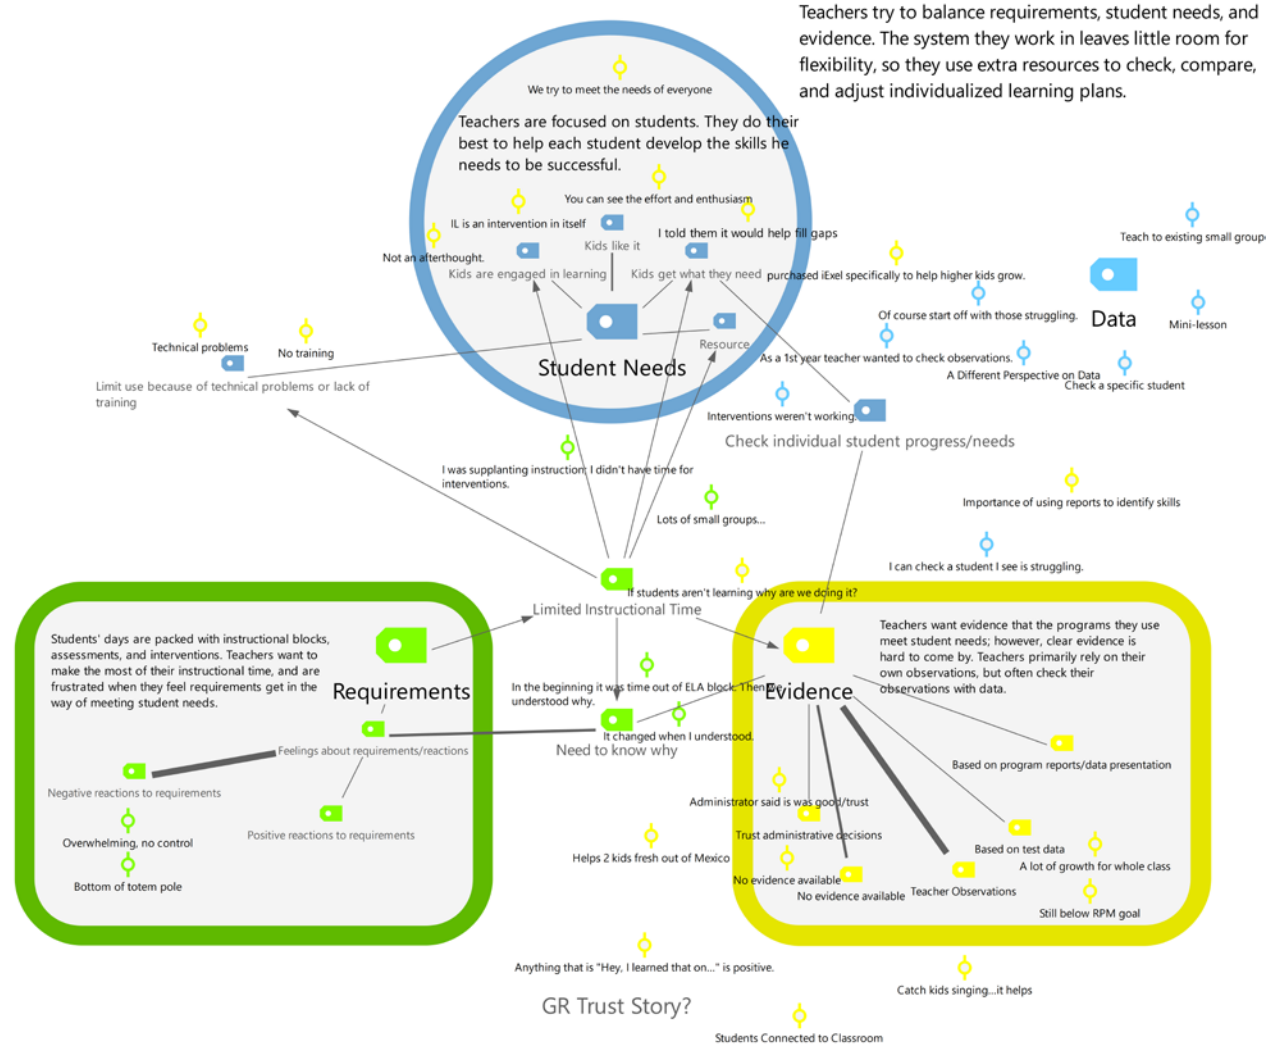 Teachers try to balance requirements, student needs, and
evidence. The system they work in leaves little room for
flexibility, so they use extra resources to check, compare,
and adjust individualized learning plans.
We try to meet the needs of everyone
Teachers are focused on students. They do their
best to help each student develop the skills he
needs to be successful.
You can see the effort and enthusiasm
IL is an intervention in itself
I told them it would help fill gaps
Kids like it
Not an afterthought.
Kids are engaged in learning
Kids get what they need
purchased iExel specifically to help higher kids grow.
Teach to existing small group
Of course start off with those struggling.
Data
Mini-lesson
Technical problems
No training
Resource
As a 1st year teacher wanted to check observations.
A Different Perspective on Data
Check a specific student
Student Needs
Limit use because of technical problems or lack of
training
Interventions weren't working.
Check individual student progress/needs
I was supplanting instruction; I didn't have time for
interventions.
Lots of small groups...
Importance of using reports to identify skills
I can check a student I see is struggling.
If students aren't learning why are we doing it?
Limited Instructional Time
Students' days are packed with instructional blocks,
assessments, and interventions. Teachers want to
make the most of their instructional time, and are
frustrated when they feel requirements get in the
way of meeting student needs.
Requirements
Teachers want evidence that the programs they use
meet student needs; however, clear evidence is
hard to come by. Teachers primarily rely on their
own observations, but often check their
observations with data.
Evidence
In the beginning it was time out of ELA block. Then we
understood why.
It changed when I understood.
Need to know why
Feelings about requirements/reactions
Negative reactions to requirements
Positive reactions to requirements
Overwhelming, no control
Bottom of totem pole
Based on program reports/data presentation
Administrator said is was good/trust
Trust administrative decisions
Based on test data
A lot of growth for whole class
Helps 2 kids fresh out of Mexico
No evidence available
No evidence available
Teacher Observations
Still below RPM goal
Anything that is "Hey, I learned that on..." is positive.
Catch kids singing...it helps
GR Trust Story?
Students Connected to Classroom